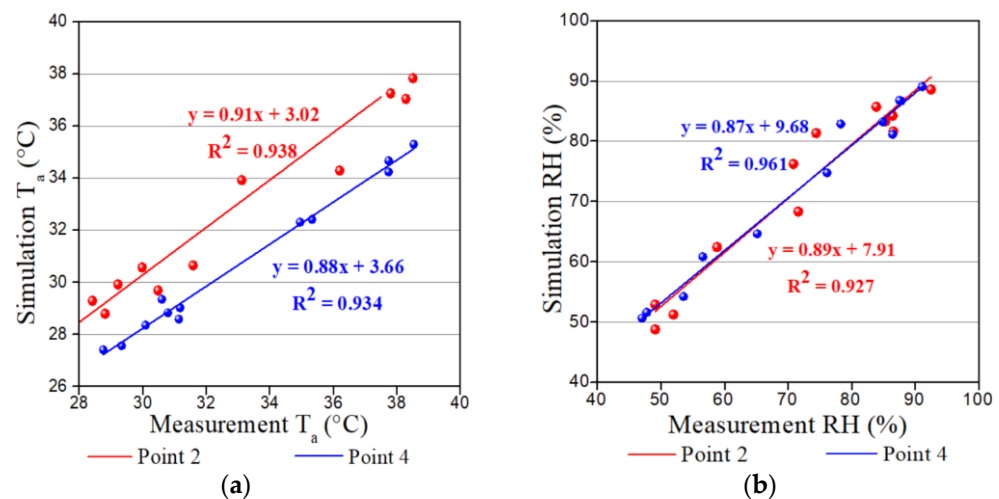 40
38
36
34
32
30
28
26
Simulation Tₐ (°C)
y = 0.91x + 3.02
R² = 0.938
y = 0.88x + 3.66
R² = 0.934
28 30 32 34 36 38 40
Measurement Tₐ (°C)
Point 2 Point 4
(a)
100
90
80
70
60
50
40
Simulation RH (%)
y = 0.87x + 9.68
R² = 0.961
y = 0.89x + 7.91
R² = 0.927
40 50 60 70 80 90 100
Measurement RH (%)
Point 2 Point 4
(b)